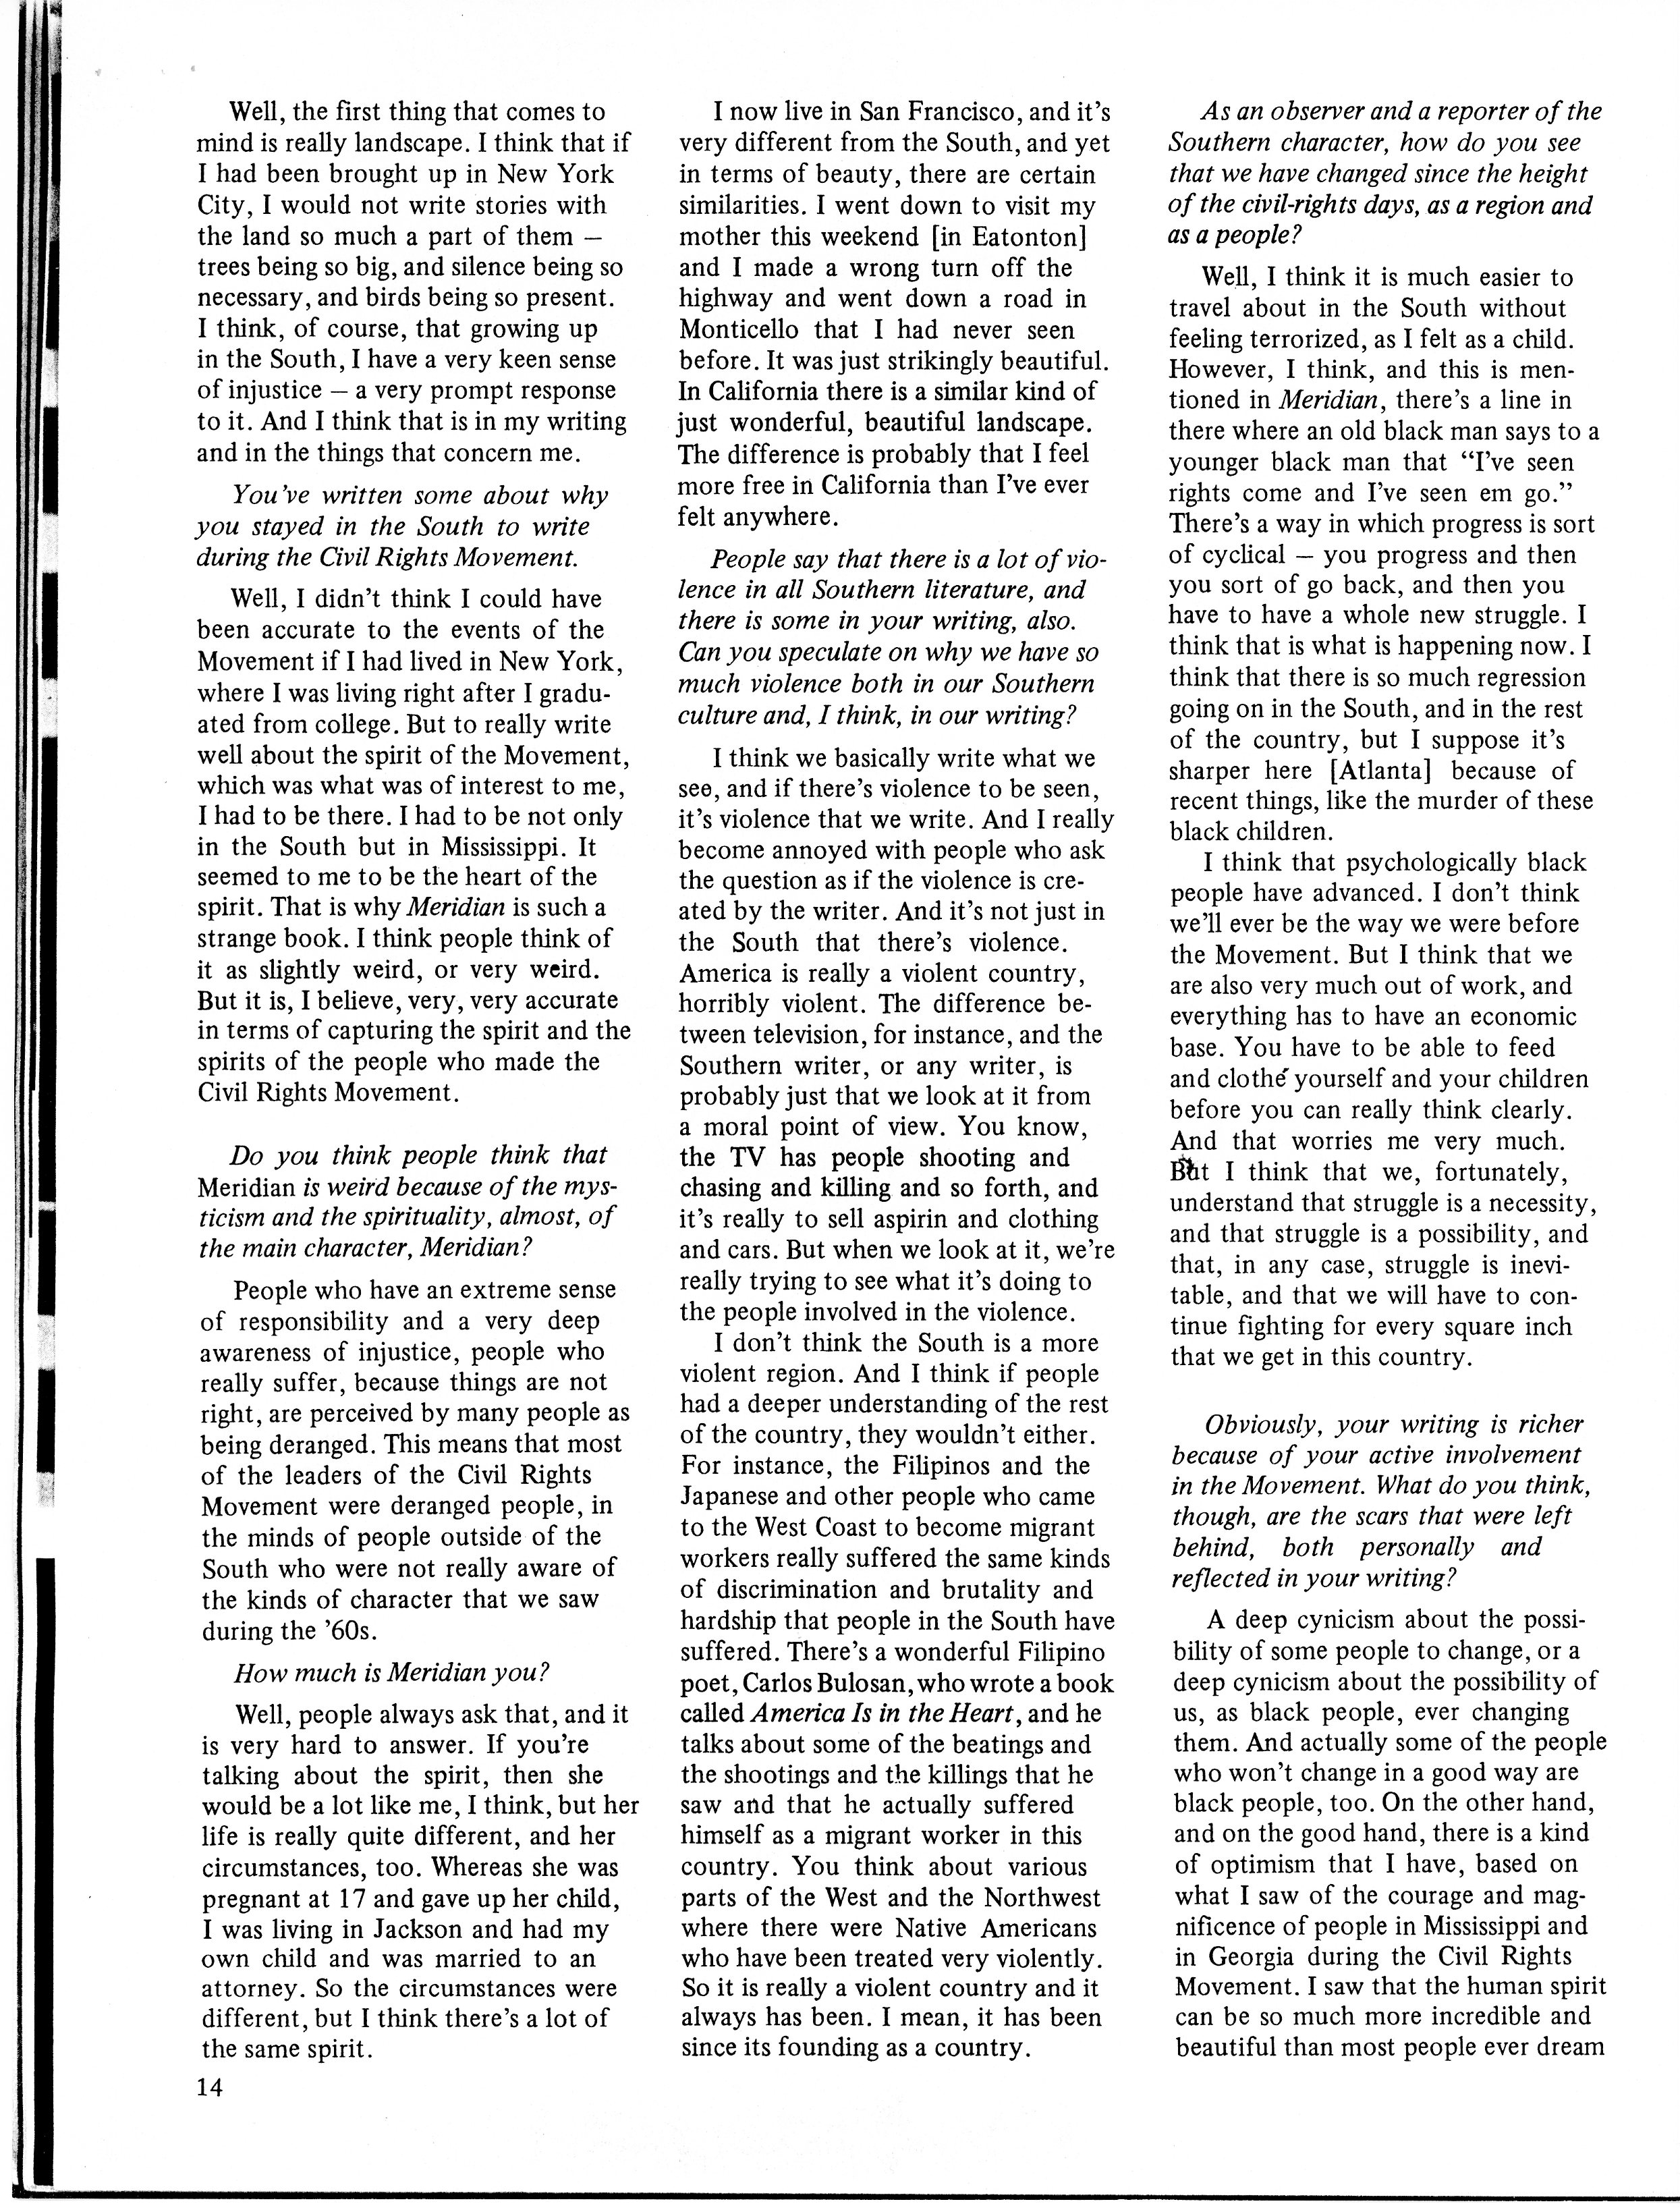 Well, the first thing that comes to
mind is really landscape. I think that if
I had been brought up in New York
City, I would not write stories with
the land so much a part of them —
trees being so big, and silence being so
necessary, and birds being so present.
I think, of course, that growing up
in the South, I have a very keen sense
of injustice — a very prompt response
to it. And I think that is in my writing
and in the things that concern me.
You've written some about why
you stayed in the South to write
during the Civil Rights Movement.
Well, I didn't think I could have
been accurate to the events of the
Movement if I had lived in New York,
where I was living right after I gradu-
ated from college. But to really write
well about the spirit of the Movement,
which was what was of interest to me,
I had to be there. I had to be not only
in the South but in Mississippi. It
seemed to me to be the heart of the
spirit. That is why Meridian is such a
strange book. I think people think of
it as slightly weird, or very weird.
But it is, I believe, very, very accurate
in terms of capturing the spirit and the
spirits of the people who made the
Civil Rights Movement.
Do you think people think that
Meridian is weird because of the mys-
ticism and the spirituality, almost, of
the main character, Meridian?
People who have an extreme sense
of responsibility and a very deep
awareness of injustice, people who
really suffer, because things are not
right, are perceived by many people as
being deranged. This means that most
of the leaders of the Civil Rights
Movement were deranged people, in
the minds of people outside of the
South who were not really aware of
the kinds of character that we saw
during the '60s.
How much is Meridian you?
Well, people always ask that, and it
is very hard to answer. If you're
talking about the spirit, then she
would be a lot like me, I think, but her
life is really quite different, and her
circumstances, too. Whereas she was
pregnant at 17 and gave up her child,
I was living in Jackson and had my
own child and was married to an
attorney. So the circumstances were
different, but I think there's a lot of
the same spirit.
14
I now live in San Francisco, and it's
very different from the South, and yet
in terms of beauty, there are certain
similarities. I went down to visit my
mother this weekend [in Eatonton]
and I made a wrong turn off the
highway and went down a road in
Monticello that I had never seen
before. It was just strikingly beautiful.
In California there is a similar kind of
just wonderful, beautiful landscape.
The difference is probably that I feel
more free in California than I've ever
felt anywhere.
People say that there is a lot of vio-
lence in all Southern literature, and
there is some in your writing, also.
Can you speculate on why we have so
much violence both in our Southern
culture and, I think, in our writing?
I think we basically write what we
see, and if there's violence to be seen,
it's violence that we write. And I really
become annoyed with people who ask
the question as if the violence is cre-
ated by the writer. And it's not just in
the South that there's violence.
America is really a violent country,
horribly violent. The difference be-
tween television, for instance, and the
Southern writer, or any writer, is
probably just that we look at it from
a moral point of view. You know,
the TV has people shooting and
chasing and killing and so forth, and
it's really to sell aspirin and clothing
and cars. But when we look at it, we're
really trying to see what it's doing to
the people involved in the violence.
I don't think the South is a more
violent region. And I think if people
had a deeper understanding of the rest
of the country, they wouldn't either.
For instance, the Filipinos and the
Japanese and other people who came
to the West Coast to become migrant
workers really suffered the same kinds
of discrimination and brutality and
hardship that people in the South have
suffered. There's a wonderful Filipino
poet, Carlos Bulosan, who wrote a book
called America Is in the Heart, and he
talks about some of the beatings and
the shootings and the killings that he
saw and that he actually suffered
himself as a migrant worker in this
country. You think about various
parts of the West and the Northwest
where there were Native Americans
who have been treated very violently.
So it is really a violent country and it
always has been. I mean, it has been
since its founding as a country.
As an observer and a reporter of the
Southern character, how do you see
that we have changed since the height
of the civil-rights days, as a region and
as a people?
Well, I think it is much easier to
travel about in the South without
feeling terrorized, as I felt as a child.
However, I think, and this is men-
tioned in Meridian, there's a line in
there where an old black man says to a
younger black man that “I've seen
rights come and I've seen em go.”
There's a way in which progress is sort
of cyclical — you progress and then
you sort of go back, and then you
have to have a whole new struggle. I
think that is what is happening now. I
think that there is so much regression
going on in the South, and in the rest
of the country, but I suppose it's
sharper here [Atlanta] because of
recent things, like the murder of these
black children.
I think that psychologically black
people have advanced. I don't think
we'll ever be the way we were before
the Movement. But I think that we
are also very much out of work, and
everything has to have an economic
base. You have to be able to feed
and clothe yourself and your children
before you can really think clearly.
And that worries me very much.
But I think that we, fortunately,
understand that struggle is a necessity,
and that struggle is a possibility, and
that, in any case, struggle is inevi-
table, and that we will have to con-
tinue fighting for every square inch
that we get in this country.
Obviously, your writing is richer
because of your active involvement
in the Movement. What do you think,
though, are the scars that were left
behind, both personally and
reflected in your writing?
A deep cynicism about the possi-
bility of some people to change, or a
deep cynicism about the possibility of
us, as black people, ever changing
them. And actually some of the people
who won't change in a good way are
black people, too. On the other hand,
and on the good hand, there is a kind
of optimism that I have, based on
what I saw of the courage and mag-
nificence of people in Mississippi and
in Georgia during the Civil Rights
Movement. I saw that the human spirit
can be so much more incredible and
beautiful than most people ever dream